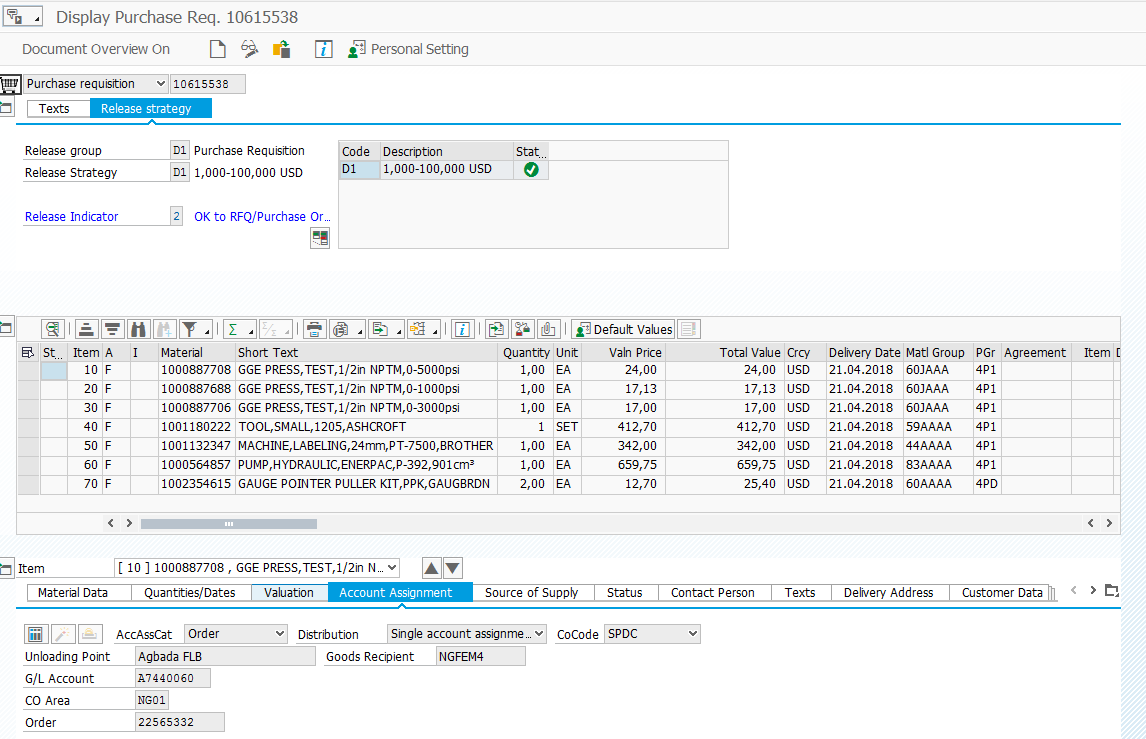 Display Purchase Req. 10615538
Document Overview On Personal Setting
Purchase requisition 10615538
Texts Release strategy
Release group D1 Purchase Requisition
Release Strategy D1 1,000-100,000 USD
Release Indicator 2 OK to RFQ/Purchase Or...
Code Description Stat...
D1 1,000-100,000 USD
Default Values
St... Item A I Material Short Text Quantity Unit Valn Price Total Value Crcy Delivery Date Matl Group PGr Agreement Item D
10 F 1000887708 GGE PRESS,TEST,1/2in NPTM,0-5000psi 1,00 EA 24,00 24,00 USD 21.04.2018 60JAAA 4P1
20 F 1000887688 GGE PRESS,TEST,1/2in NPTM,0-1000psi 1,00 EA 17,13 17,13 USD 21.04.2018 60JAAA 4P1
30 F 1000887706 GGE PRESS,TEST,1/2in NPTM,0-3000psi 1,00 EA 17,00 17,00 USD 21.04.2018 60JAAA 4P1
40 F 1001180222 TOOL,SMALL,1205,ASHCROFT 1 SET 412,70 412,70 USD 21.04.2018 59AAAA 4P1
50 F 1001132347 MACHINE,LABELING,24mm,PT-7500,BROTHER 1,00 EA 342,00 342,00 USD 21.04.2018 44AAAA 4P1
60 F 1000564857 PUMP,HYDRAULIC,ENERPAC,P-392,901cm³ 1,00 EA 659,75 659,75 USD 21.04.2018 83AAAA 4P1
70 F 1002354615 GAUGE POINTER PULLER KIT,PPK,GAUGBRDN 2,00 EA 12,70 25,40 USD 21.04.2018 60AAAA 4PD
Item [ 10 ] 1000887708 , GGE PRESS,TEST,1/2in N...
Material Data Quantities/Dates Valuation Account Assignment Source of Supply Status Contact Person Texts Delivery Address Customer Data
AccAssCat Order Distribution Single account assignme... CoCode SPDC
Unloading Point Agbada FLB Goods Recipient NGFEM4
G/L Account A7440060
CO Area NG01
Order 22565332